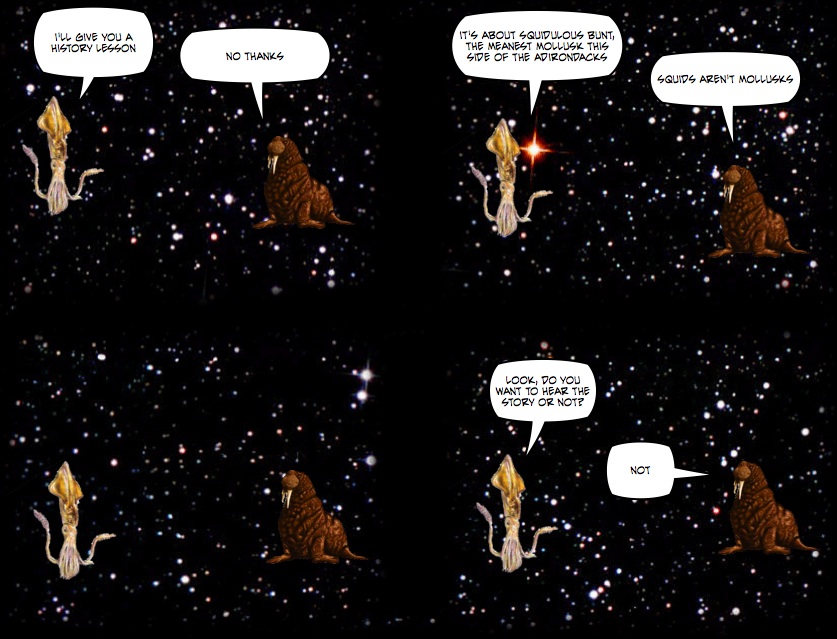 I'LL GIVE YOU A
HISTORY LESSON
NO THANKS
IT'S ABOUT SQUIDULOUS BUNT,
THE MEANEST MOLLUSK THIS
SIDE OF THE ADIRONDACKS
SQUIDS AREN'T MOLLUSKS
LOOK, DO YOU
WANT TO HEAR THE
STORY OR NOT?
NOT